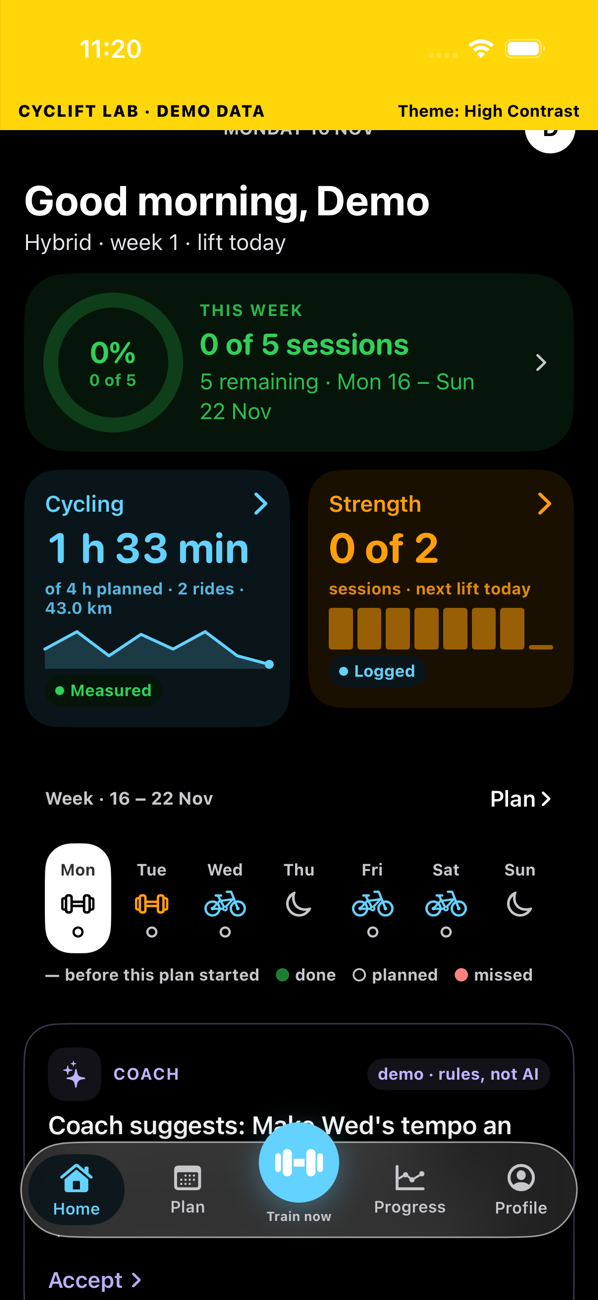 11:20
CYCLIFT LAB · DEMO DATA
Theme: High Contrast
MONDAY 16 NOV
D
Good morning, Demo
Hybrid · week 1 · lift today
THIS WEEK
0%
0 of 5
0 of 5 sessions
5 remaining · Mon 16 – Sun
22 Nov
Cycling
1 h 33 min
of 4 h planned · 2 rides ·
43.0 km
Measured
Strength
0 of 2
sessions · next lift today
Logged
Week · 16 – 22 Nov
Plan
Mon Tue Wed Thu Fri Sat Sun
— before this plan started done planned missed
COACH
demo · rules, not AI
Coach suggests: Make Wed's tempo an
Home
Plan
Train now
Progress
Profile
Accept